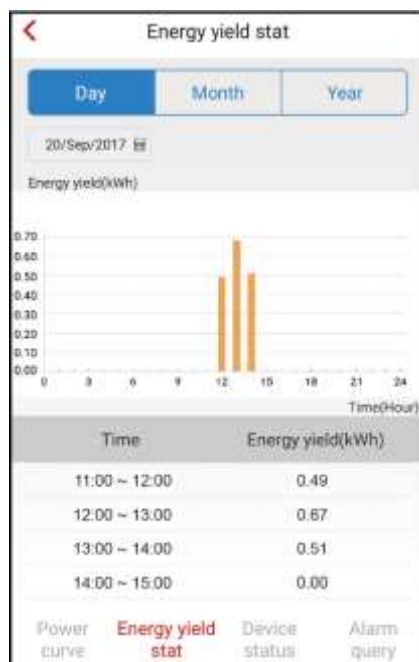 Energy yield stat
Day Month Year
20/Sep/2017
Energy yield(kWh)
0.70
0.60
0.50
0.40
0.30
0.20
0.10
0.00
0 3 6 9 12 15 18 21 24
Time(Hour)
Time Energy yield(kWh)
11:00 ~ 12:00 0.49
12:00 ~ 13:00 0.67
13:00 ~ 14:00 0.51
14:00 ~ 15:00 0.00
Power Energy yield Device Alarm
curve stat status query